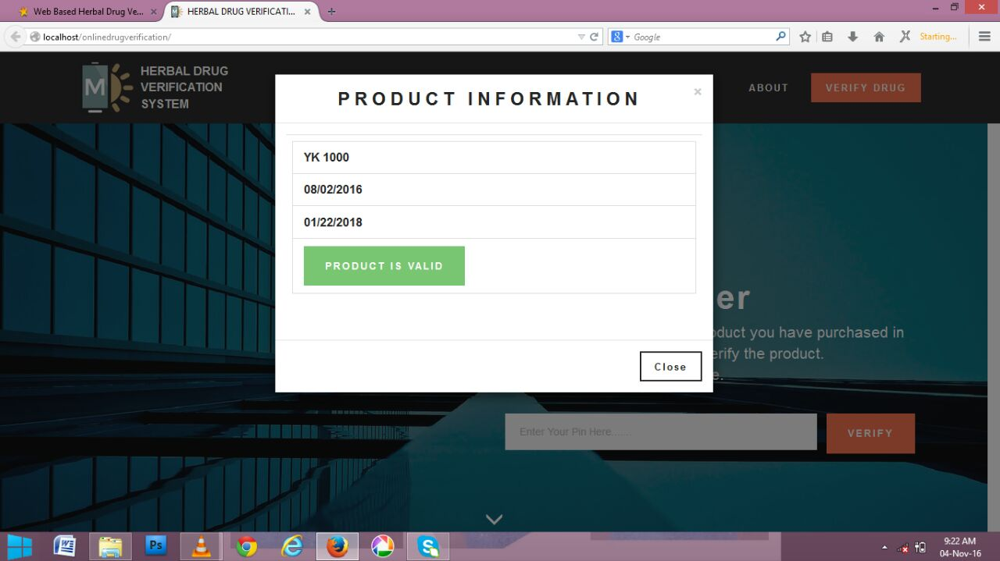 Web Based Herbal Drug Ve...
HERBAL DRUG VERIFICATI...
localhost/onlinedrugverification/
Google
Starting...
M
HERBAL DRUG
VERIFICATION
SYSTEM
ABOUT
VERIFY DRUG
PRODUCT INFORMATION
×
YK 1000
08/02/2016
01/22/2018
PRODUCT IS VALID
er
oduct you have purchased in
erify the product.
e.
Close
Enter Your Pin Here.......
VERIFY
9:22 AM
04-Nov-16